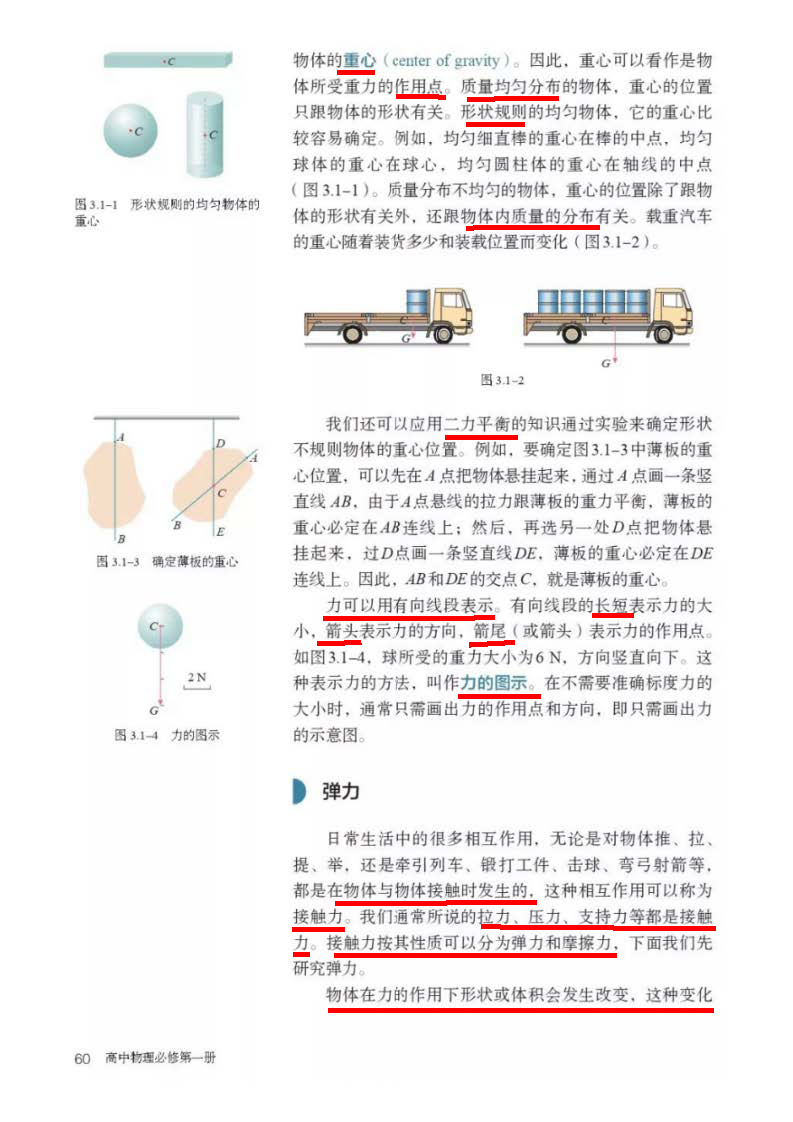 C
C
C
图 3.1-1 形状规则的均匀物体的
重心
物体的重心（center of gravity）。因此，重心可以看作是物
体所受重力的作用点。质量均匀分布的物体，重心的位置
只跟物体的形状有关。形状规则的均匀物体，它的重心比
较容易确定。例如，均匀细直棒的重心在棒的中点，均匀
球体的重心在球心，均匀圆柱体的重心在轴线的中点
（图 3.1-1）。质量分布不均匀的物体，重心的位置除了跟物
体的形状有关外，还跟物体内质量的分布有关。载重汽车
的重心随着装货多少和装载位置而变化（图 3.1-2）。
C
G
C
G
图 3.1-2
A
B
D
A
C
B
E
图 3.1-3 确定薄板的重心
我们还可以应用二力平衡的知识通过实验来确定形状
不规则物体的重心位置。例如，要确定图 3.1-3 中薄板的重
心位置，可以先在 A 点把物体悬挂起来，通过 A 点画一条竖
直线 AB，由于 A 点悬线的拉力跟薄板的重力平衡，薄板的
重心必定在 AB 连线上；然后，再选另一处 D 点把物体悬
挂起来，过 D 点画一条竖直线 DE，薄板的重心必定在 DE
连线上。因此，AB 和 DE 的交点 C，就是薄板的重心。
C
2 N
G
图 3.1-4 力的图示
力可以用有向线段表示。有向线段的长短表示力的大
小，箭头表示力的方向，箭尾（或箭头）表示力的作用点。
如图 3.1-4，球所受的重力大小为 6 N，方向竖直向下。这
种表示力的方法，叫作力的图示。在不需要准确标度力的
大小时，通常只需画出力的作用点和方向，即只需画出力
的示意图。
弹力
日常生活中的很多相互作用，无论是对物体推、拉、
提、举，还是牵引列车、锻打工件、击球、弯弓射箭等，
都是在物体与物体接触时发生的，这种相互作用可以称为
接触力。我们通常所说的拉力、压力、支持力等都是接触
力。接触力按其性质可以分为弹力和摩擦力，下面我们先
研究弹力。
物体在力的作用下形状或体积会发生改变，这种变化
60 高中物理必修第一册